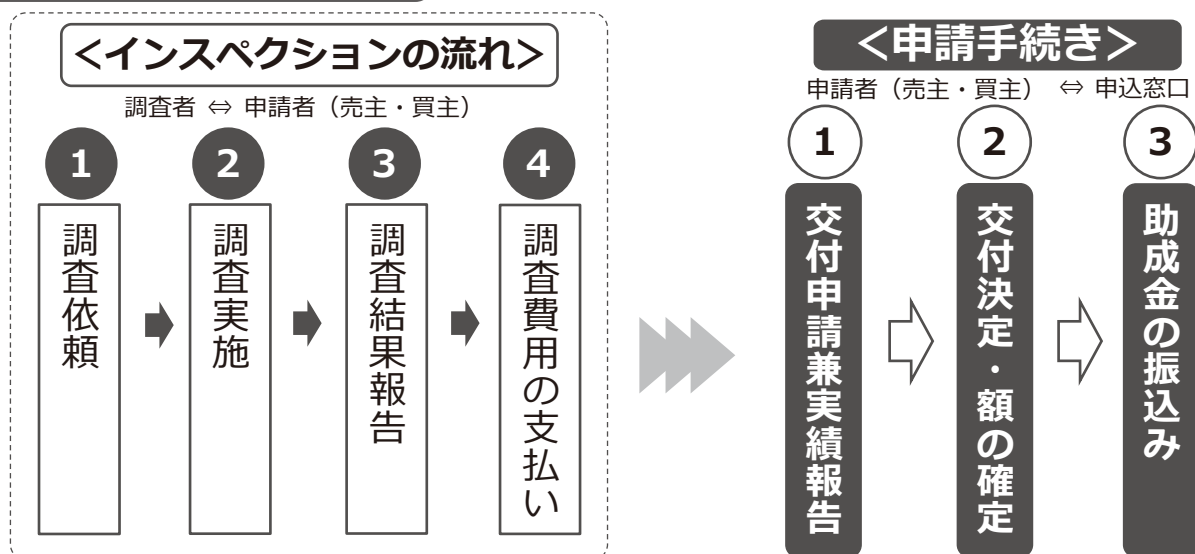 ＜インスペクションの流れ＞
調査者 ⇔ 申請者（売主・買主）
1
調査依頼
2
調査実施
3
調査結果報告
4
調査費用の支払い
＜申請手続き＞
申請者（売主・買主） ⇔ 申込窓口
1
交付申請兼実績報告
2
交付決定・額の確定
3
助成金の振込み